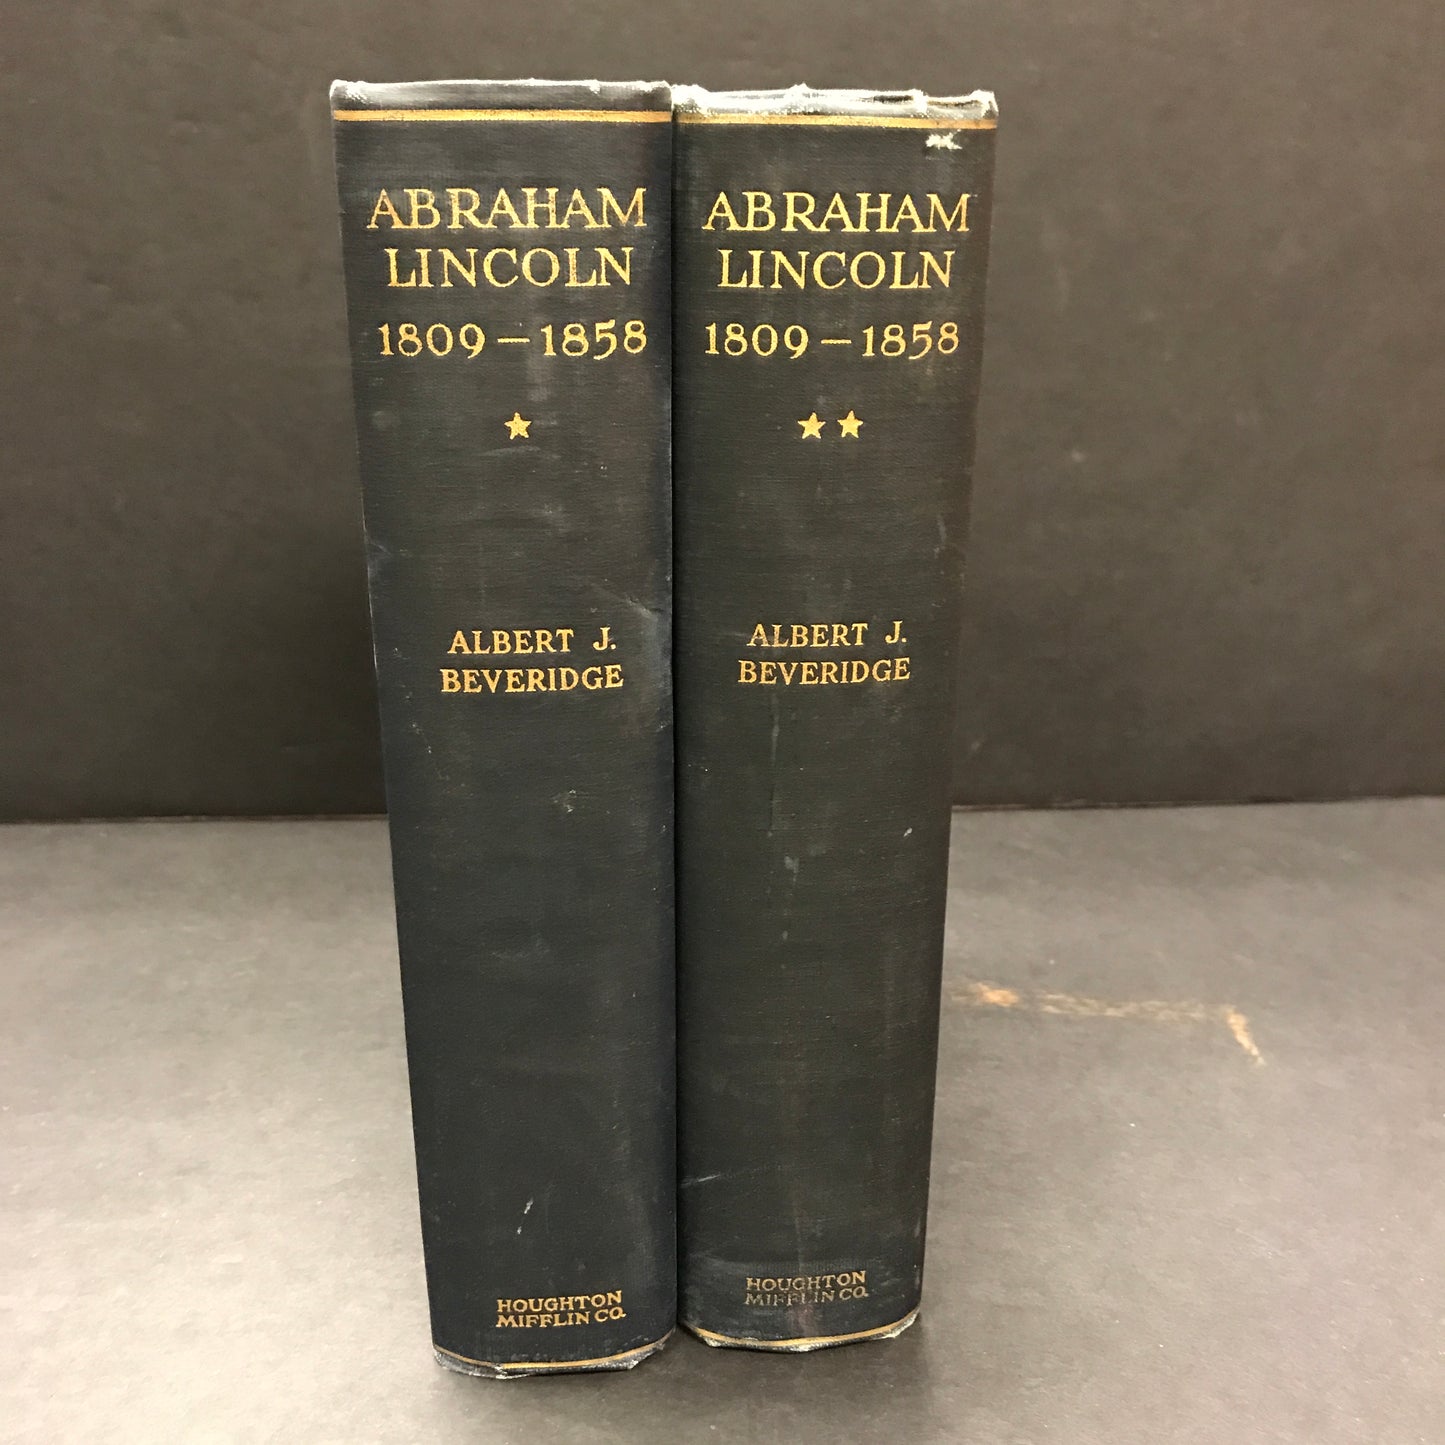 ABRAHAM
LINCOLN
1809–1858
ALBERT J.
BEVERIDGE
HOUGHTON
MIFFLIN CO.
ABRAHAM
LINCOLN
1809–1858
ALBERT J.
BEVERIDGE
HOUGHTON
MIFFLIN CO.